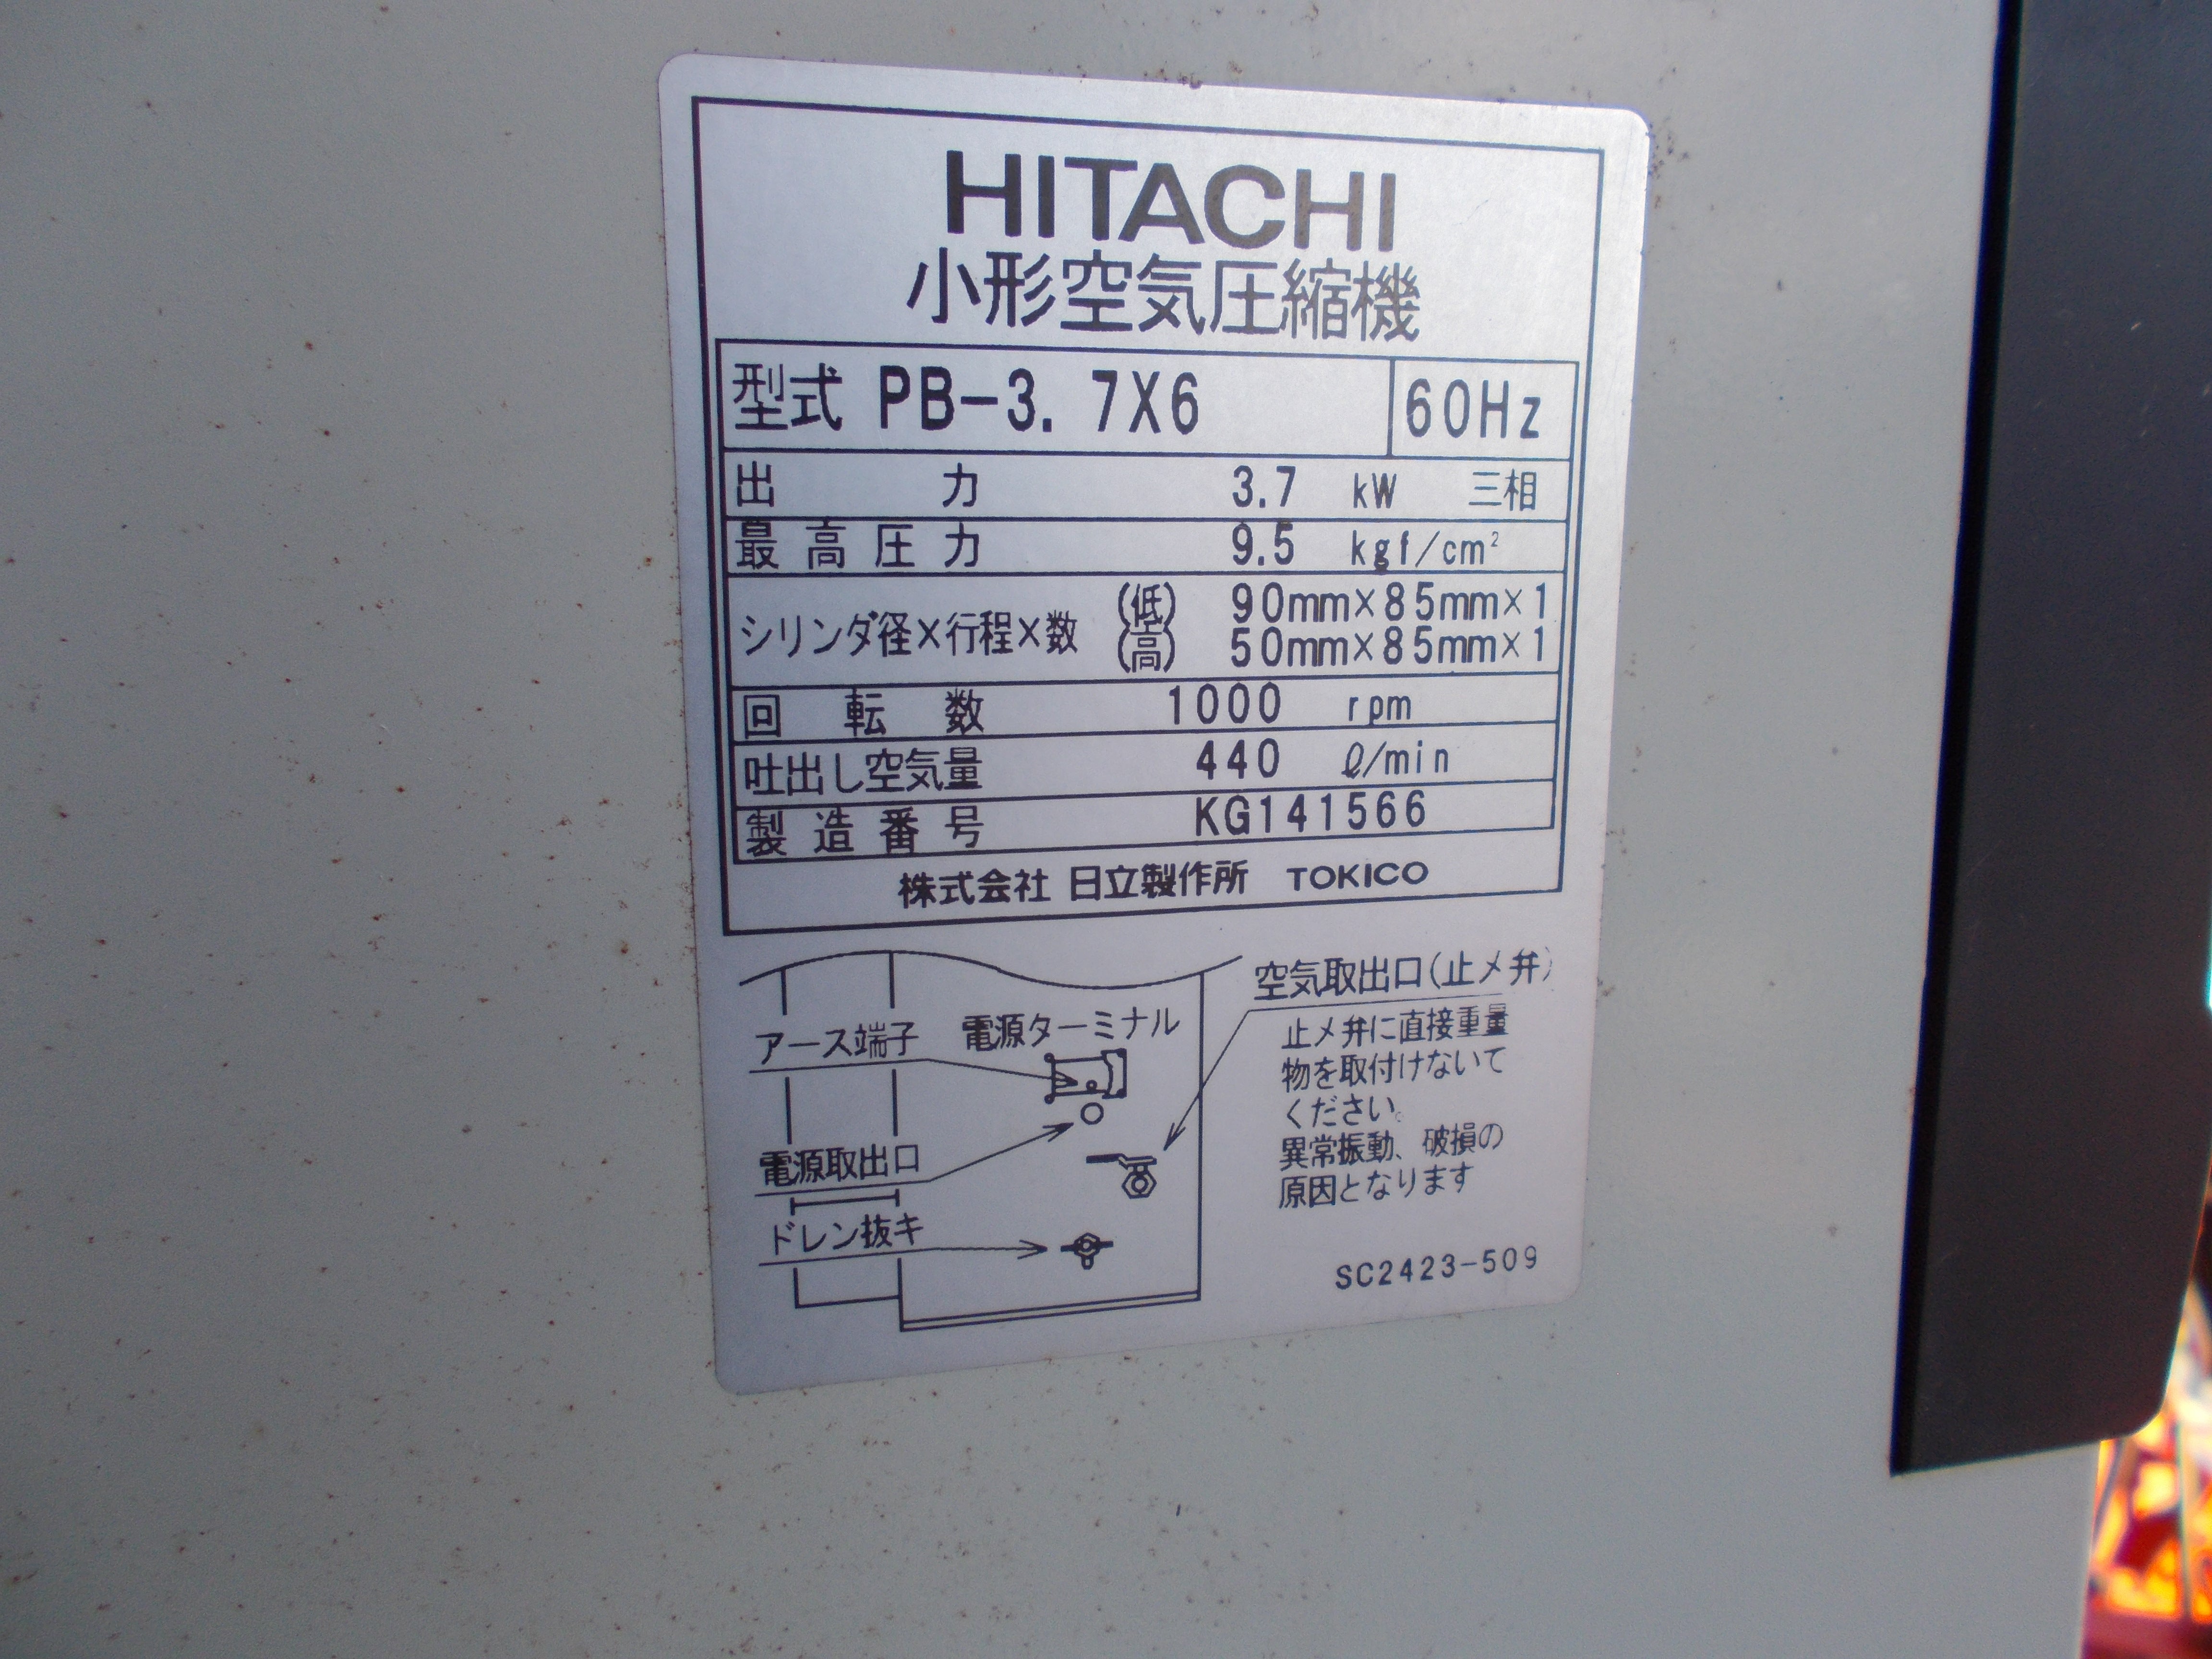 HITACHI
小形空気圧縮機
型式 PB-3.7X6 60Hz
出力 3.7 kW 三相
最高圧力 9.5 kgf/cm²
シリンダ径×行程×数 (低) 90mm×85mm×1
(高) 50mm×85mm×1
回転数 1000 rpm
吐出し空気量 440 ℓ/min
製造番号 KG141566
株式会社 日立製作所 TOKICO
空気取出口(止メ弁)
止メ弁に直接重量
物を取付けないで
ください。
異常振動、破損の
原因となります
アース端子
電源ターミナル
電源取出口
ドレン抜キ
SC2423-509